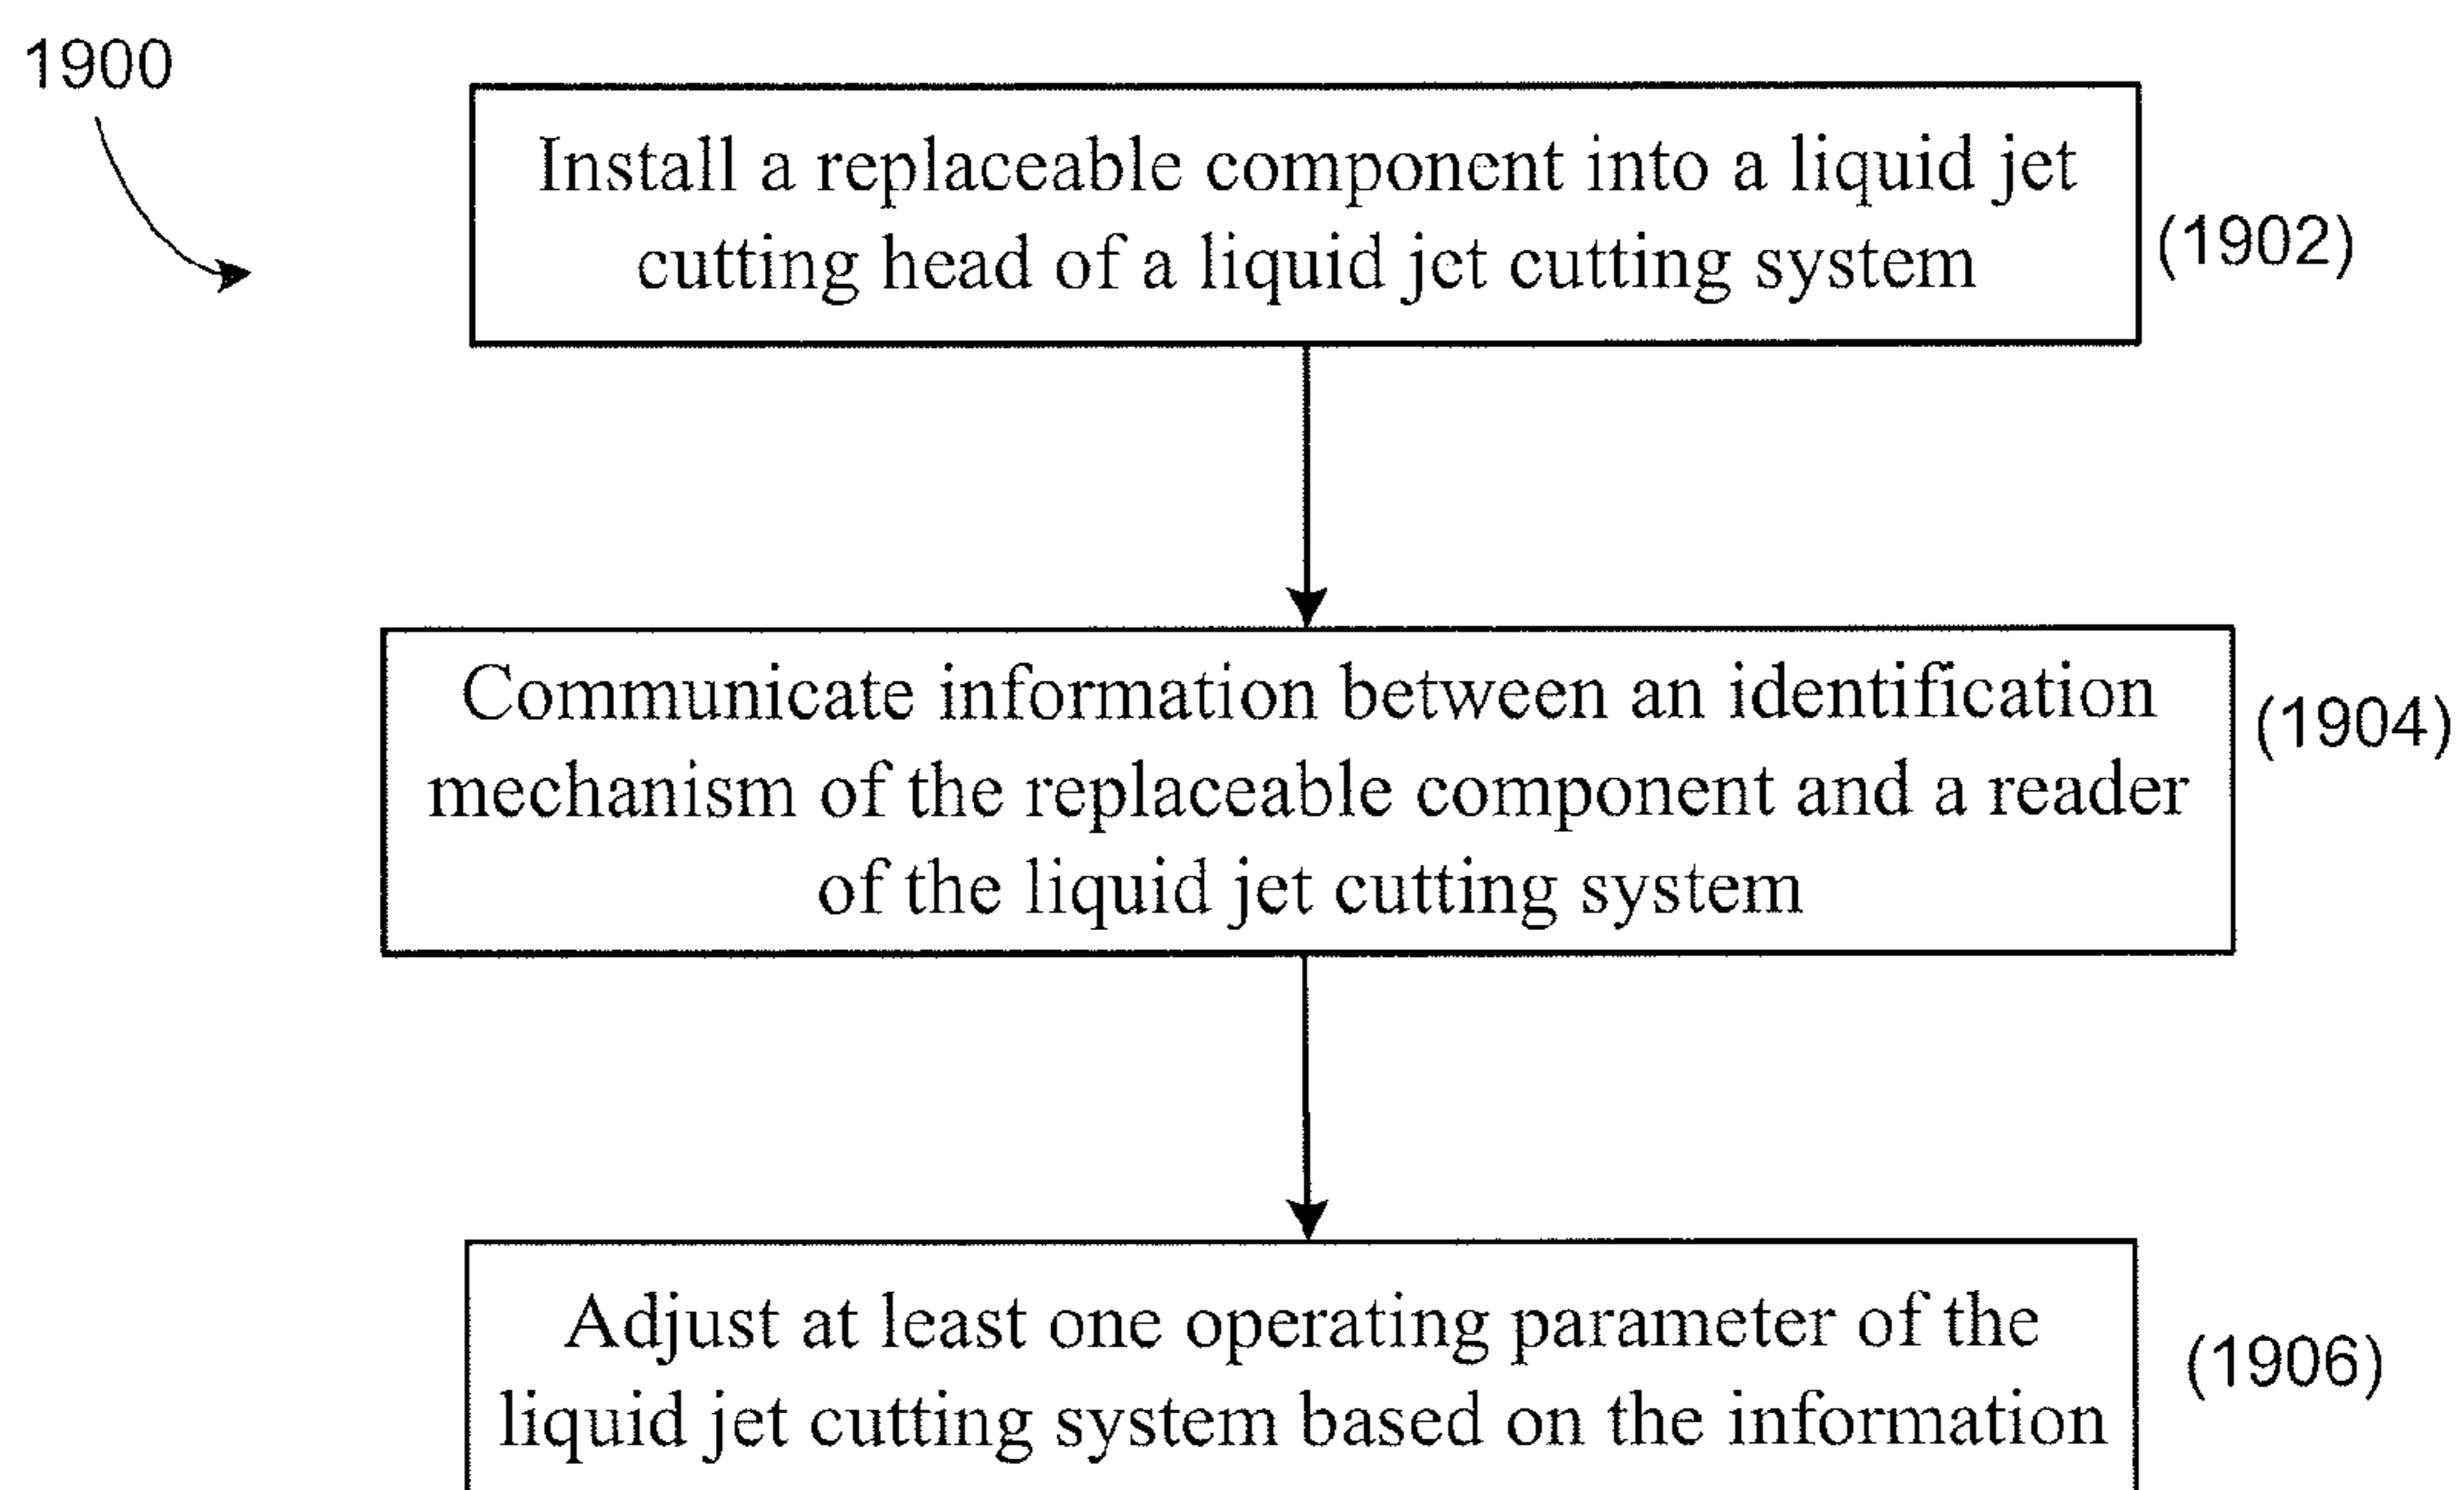 1900
Install a replaceable component into a liquid jet
cutting head of a liquid jet cutting system
(1902)
Communicate information between an identification
mechanism of the replaceable component and a reader
of the liquid jet cutting system
(1904)
Adjust at least one operating parameter of the
liquid jet cutting system based on the information
(1906)